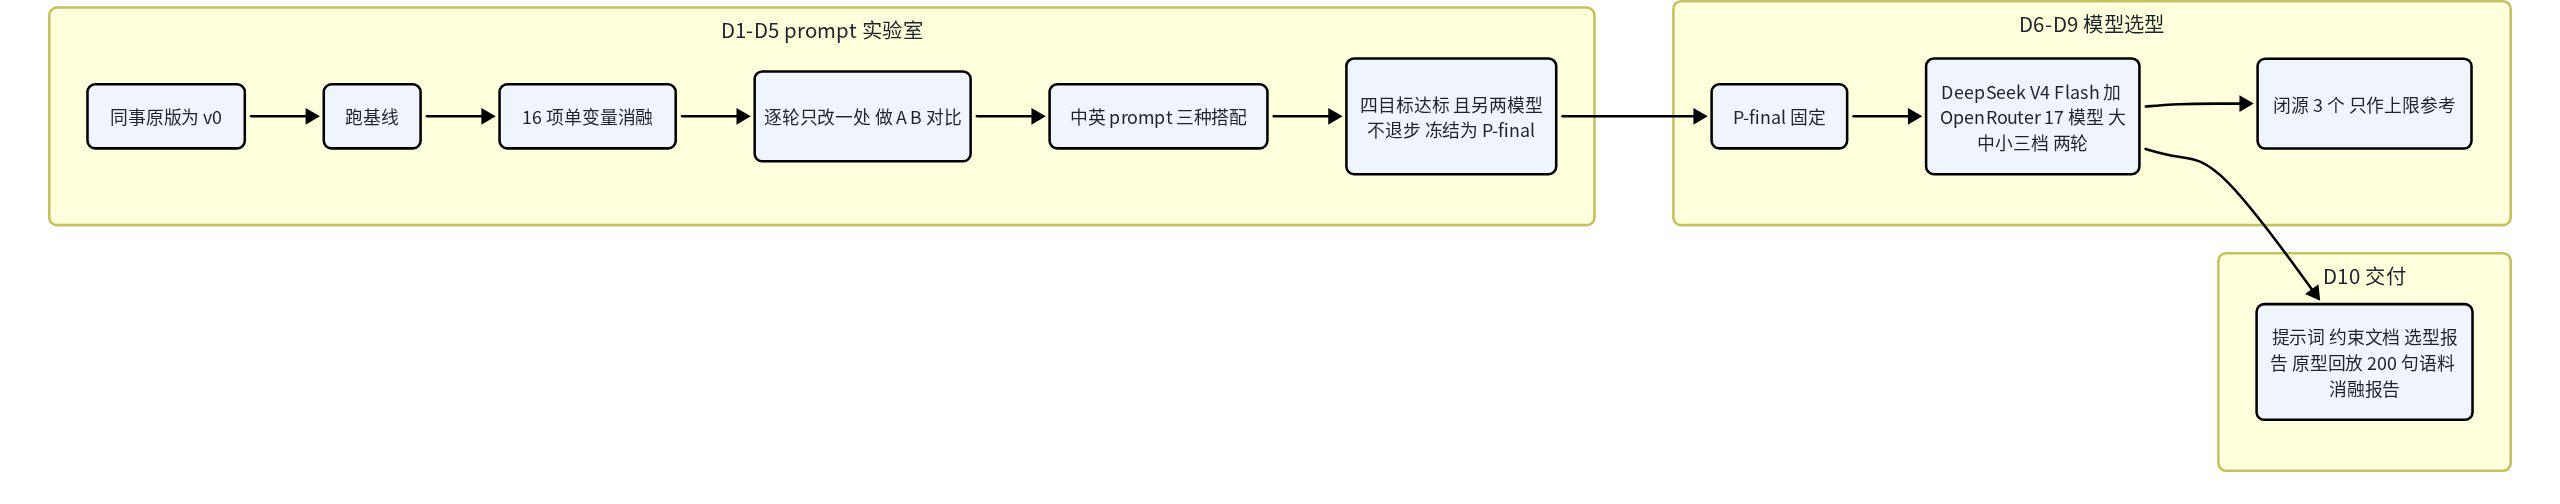 D1-D5 prompt 实验室
同事原版为 v0
跑基线
16 项单变量消融
逐轮只改一处 做 A B 对比
中英 prompt 三种搭配
四目标达标 且另两模型
不退步 冻结为 P-final
D6-D9 模型选型
P-final 固定
DeepSeek V4 Flash 加
OpenRouter 17 模型 大
中小三档 两轮
闭源 3 个 只作上限参考
D10 交付
提示词 约束文档 选型报
告 原型回放 200 句语料
消融报告